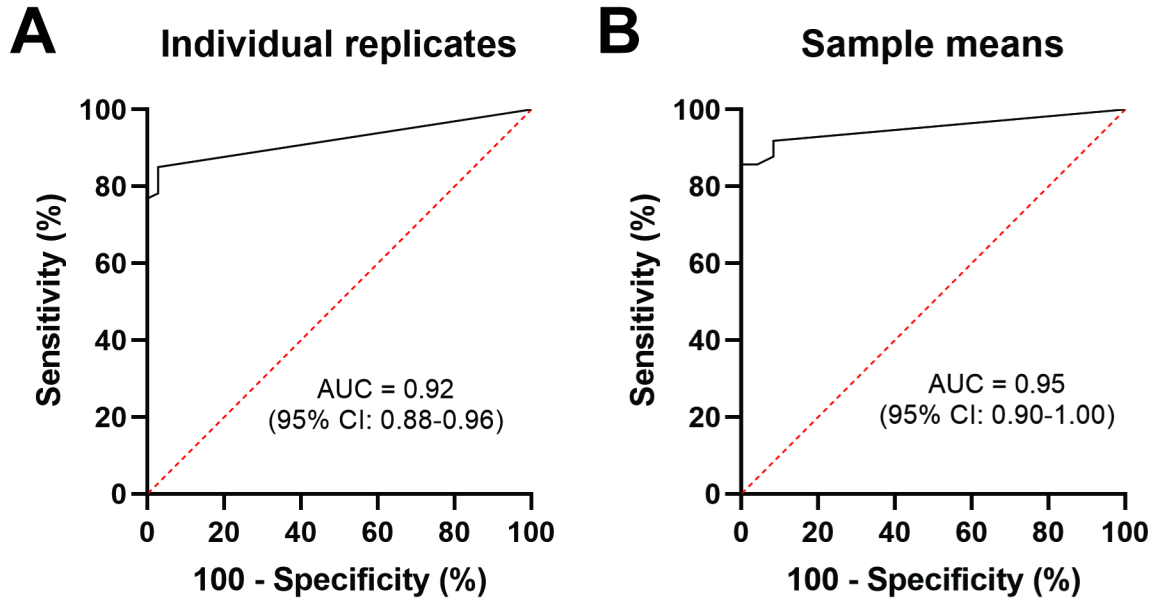 A
Individual replicates
100
80
60
40
20
0
Sensitivity (%)
AUC = 0.92
(95% CI: 0.88-0.96)
0 20 40 60 80 100
100 - Specificity (%)
B
Sample means
100
80
60
40
20
0
Sensitivity (%)
AUC = 0.95
(95% CI: 0.90-1.00)
0 20 40 60 80 100
100 - Specificity (%)